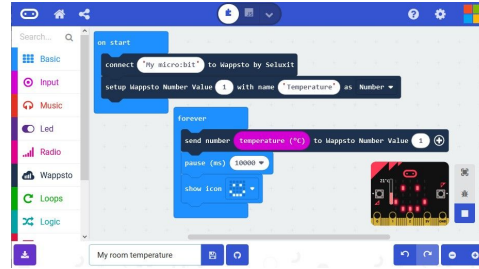 Search...
Basic
Input
Music
Led
Radio
Wappsto
Loops
Logic
on start
connect "My micro:bit" to Wappsto by Seluxit
setup Wappsto Number Value 1 with name "Temperature" as Number
forever
send number temperature (°C) to Wappsto Number Value 1
pause (ms) 10000
show icon
21°C
My room temperature